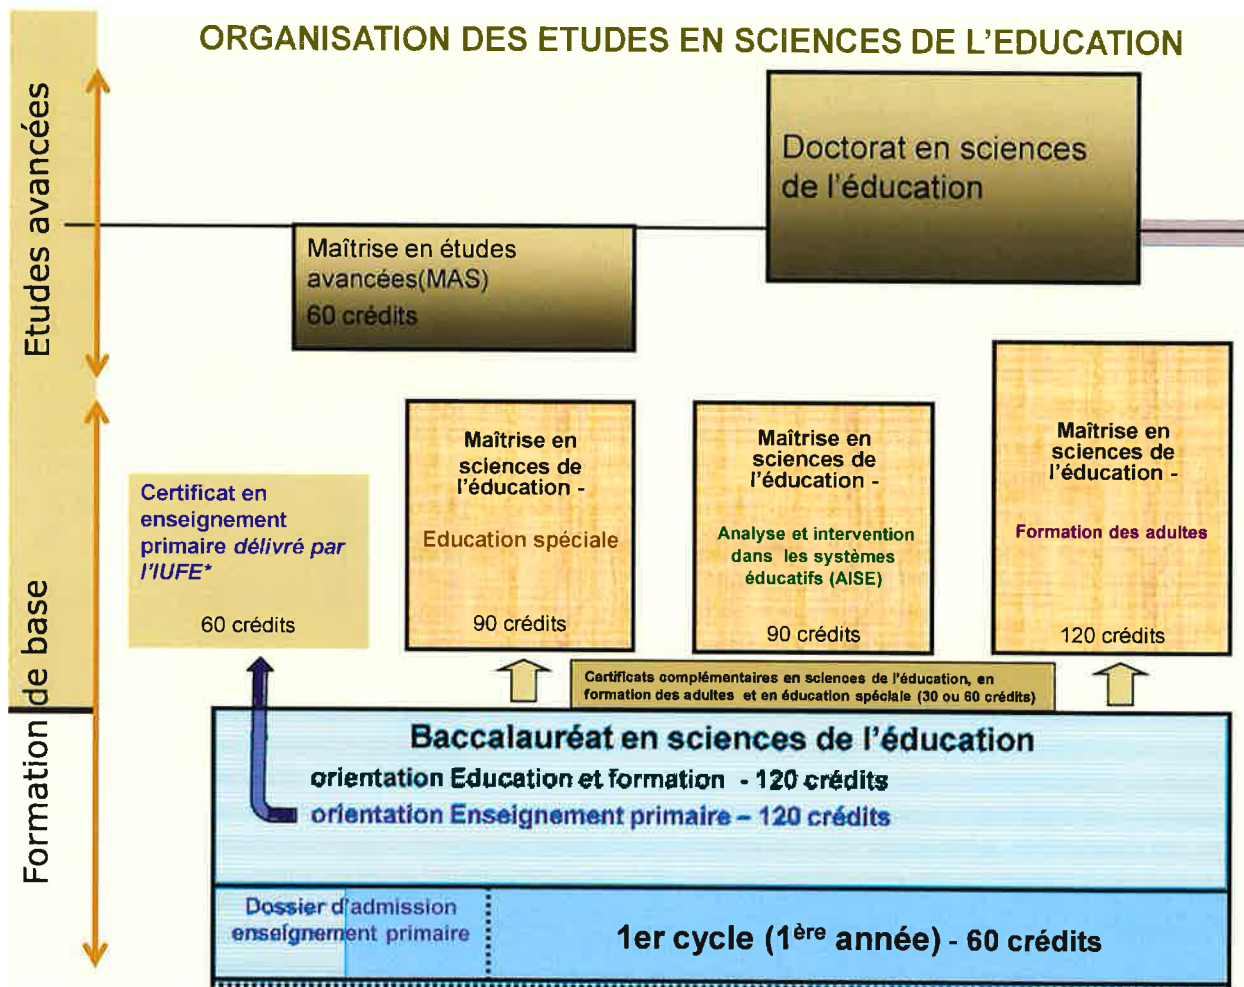 ORGANISATION DES ETUDES EN SCIENCES DE L'EDUCATION
Etudes avancées
Doctorat en sciences
de l'éducation
Maîtrise en études
avancées(MAS)
60 crédits
Formation de base
Certificat en
enseignement
primaire délivré par
l'IUFE*
60 crédits
Maîtrise en
sciences de
l'éducation -
Education spéciale
90 crédits
Maîtrise en
sciences de
l'éducation -
Analyse et intervention
dans les systèmes
éducatifs (AISE)
90 crédits
Maîtrise en
sciences de
l'éducation -
Formation des adultes
120 crédits
Certificats complémentaires en sciences de l'éducation, en
formation des adultes et en éducation spéciale (30 ou 60 crédits)
Baccalauréat en sciences de l'éducation
orientation Education et formation - 120 crédits
orientation Enseignement primaire – 120 crédits
Dossier d'admission
enseignement primaire
1er cycle (1ère année) - 60 crédits